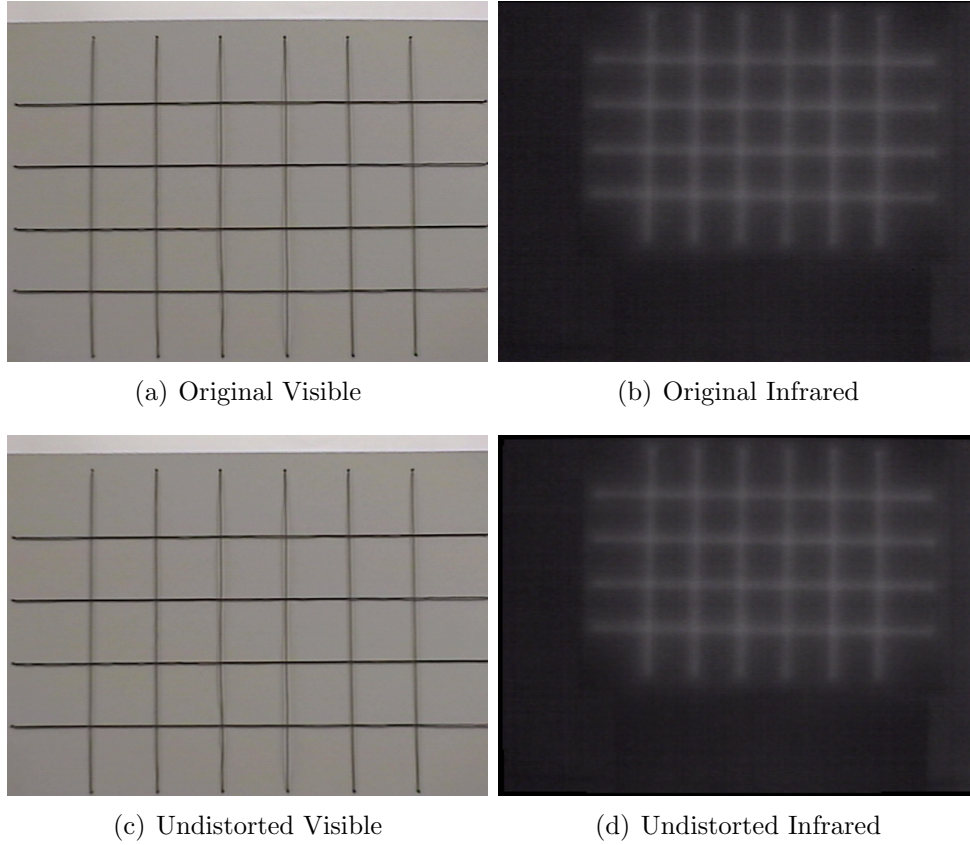 (a) Original Visible
(b) Original Infrared
(c) Undistorted Visible
(d) Undistorted Infrared